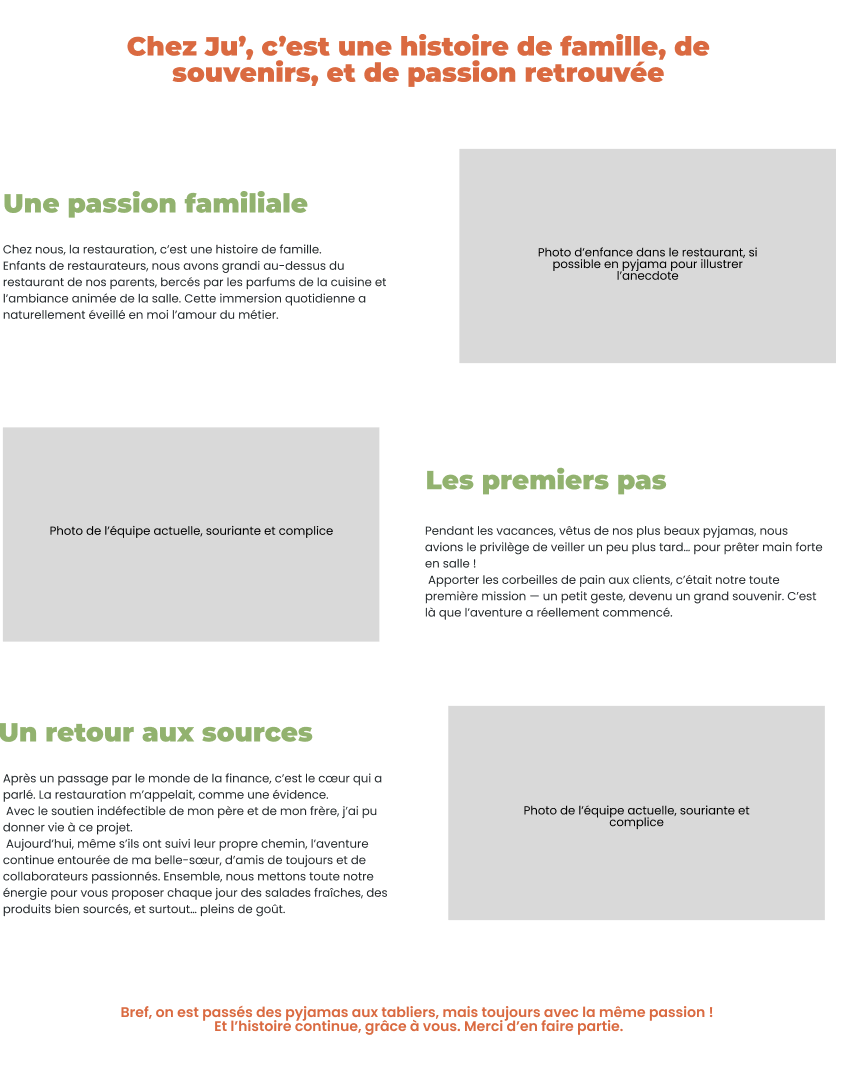 Chez Ju’, c’est une histoire de famille, de
souvenirs, et de passion retrouvée
Une passion familiale
Chez nous, la restauration, c’est une histoire de famille.
Enfants de restaurateurs, nous avons grandi au-dessus du
restaurant de nos parents, bercés par les parfums de la cuisine et
l’ambiance animée de la salle. Cette immersion quotidienne a
naturellement éveillé en moi l’amour du métier.
Photo d’enfance dans le restaurant, si
possible en pyjama pour illustrer
l’anecdote
Photo de l’équipe actuelle, souriante et complice
Les premiers pas
Pendant les vacances, vêtus de nos plus beaux pyjamas, nous
avions le privilège de veiller un peu plus tard… pour prêter main forte
en salle !
Apporter les corbeilles de pain aux clients, c’était notre toute
première mission — un petit geste, devenu un grand souvenir. C’est
là que l’aventure a réellement commencé.
Un retour aux sources
Après un passage par le monde de la finance, c’est le cœur qui a
parlé. La restauration m’appelait, comme une évidence.
Avec le soutien indéfectible de mon père et de mon frère, j’ai pu
donner vie à ce projet.
Aujourd’hui, même s’ils ont suivi leur propre chemin, l’aventure
continue entourée de ma belle-sœur, d’amis de toujours et de
collaborateurs passionnés. Ensemble, nous mettons toute notre
énergie pour vous proposer chaque jour des salades fraîches, des
produits bien sourcés, et surtout… pleins de goût.
Photo de l’équipe actuelle, souriante et
complice
Bref, on est passés des pyjamas aux tabliers, mais toujours avec la même passion !
Et l’histoire continue, grâce à vous. Merci d’en faire partie.